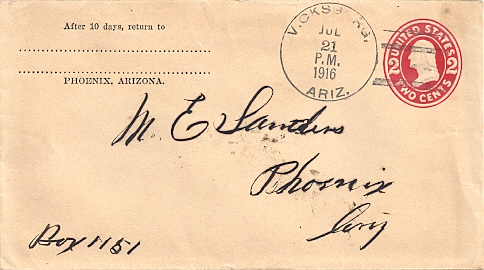 After 10 days, return to
PHOENIX, ARIZONA.
VICKSBURG.
JUL
21
P.M.
1916
ARIZ.
UNITED STATES
2 2
TWO CENTS
M. E Sanders
Phoenix
Ariz
Box 1151